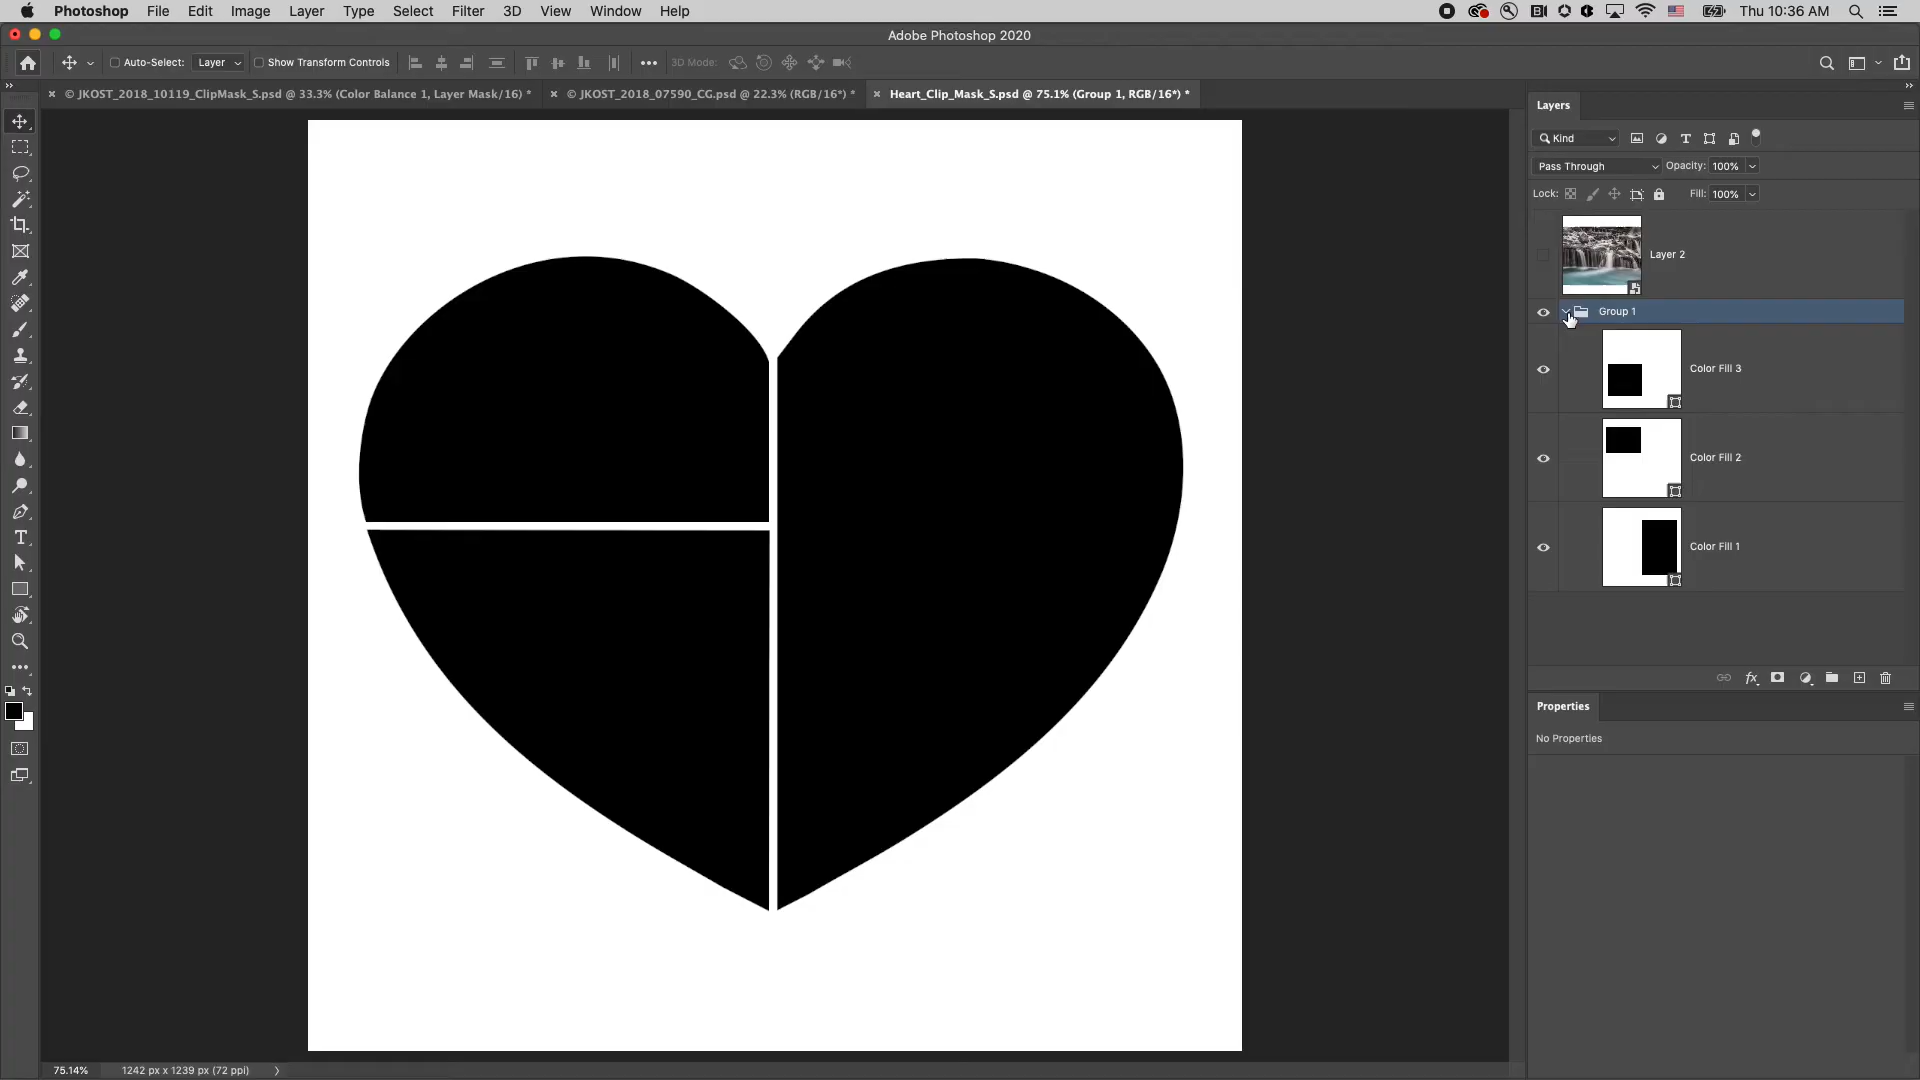 Photoshop File Edit Image Layer Type Select Filter 3D View Window Help Thu 10:36 AM
Adobe Photoshop 2020
Auto-Select: Layer Show Transform Controls 3D Mode:
© JKOST_2018_10119_ClipMask_S.psd @ 33.3% (Color Balance 1, Layer Mask/16) * © JKOST_2018_07590_CG.psd @ 22.3% (RGB/16*) * Heart_Clip_Mask_S.psd @ 75.1% (Group 1, RGB/16*) *
Layers
Kind
Pass Through Opacity: 100%
Lock: Fill: 100%
Layer 2
Group 1
Color Fill 3
Color Fill 2
Color Fill 1
fx
Properties
No Properties
75.14% 1242 px x 1239 px (72 ppi)